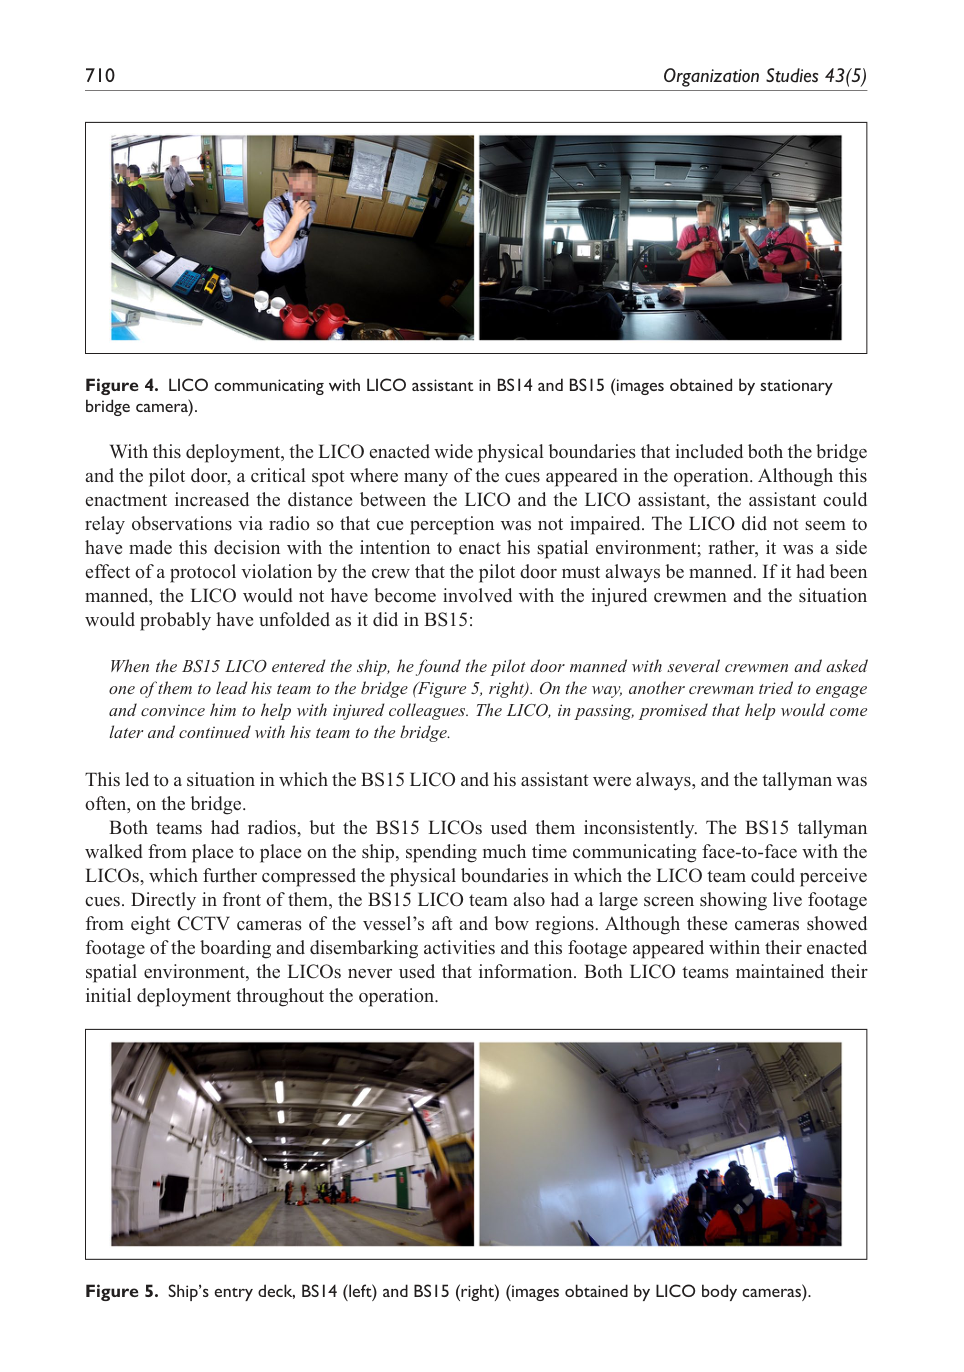 710
Organization Studies 43(5)
Figure 4. LICO communicating with LICO assistant in BS14 and BS15 (images obtained by stationary
bridge camera).
With this deployment, the LICO enacted wide physical boundaries that included both the bridge
and the pilot door, a critical spot where many of the cues appeared in the operation. Although this
enactment increased the distance between the LICO and the LICO assistant, the assistant could
relay observations via radio so that cue perception was not impaired. The LICO did not seem to
have made this decision with the intention to enact his spatial environment; rather, it was a side
effect of a protocol violation by the crew that the pilot door must always be manned. If it had been
manned, the LICO would not have become involved with the injured crewmen and the situation
would probably have unfolded as it did in BS15:
When the BS15 LICO entered the ship, he found the pilot door manned with several crewmen and asked
one of them to lead his team to the bridge (Figure 5, right). On the way, another crewman tried to engage
and convince him to help with injured colleagues. The LICO, in passing, promised that help would come
later and continued with his team to the bridge.
This led to a situation in which the BS15 LICO and his assistant were always, and the tallyman was
often, on the bridge.
Both teams had radios, but the BS15 LICOs used them inconsistently. The BS15 tallyman
walked from place to place on the ship, spending much time communicating face-to-face with the
LICOs, which further compressed the physical boundaries in which the LICO team could perceive
cues. Directly in front of them, the BS15 LICO team also had a large screen showing live footage
from eight CCTV cameras of the vessel’s aft and bow regions. Although these cameras showed
footage of the boarding and disembarking activities and this footage appeared within their enacted
spatial environment, the LICOs never used that information. Both LICO teams maintained their
initial deployment throughout the operation.
Figure 5. Ship’s entry deck, BS14 (left) and BS15 (right) (images obtained by LICO body cameras).